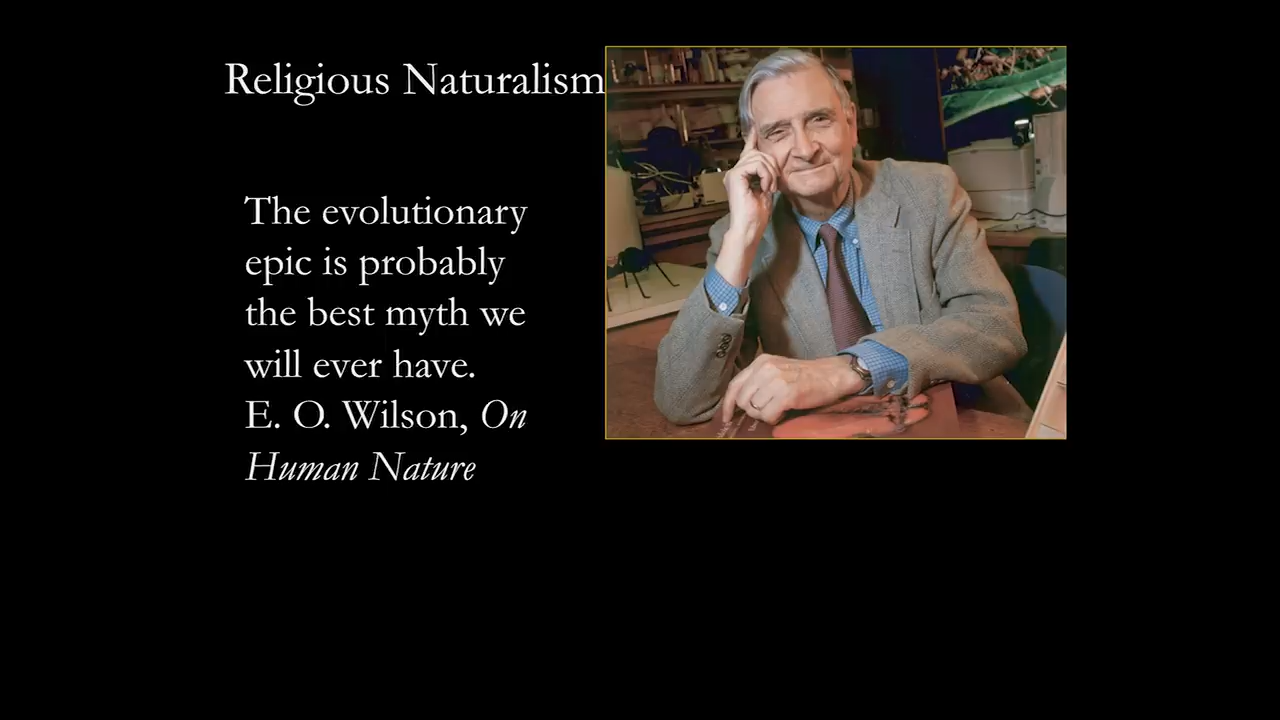 Religious Naturalism
The evolutionary
epic is probably
the best myth we
will ever have.
E. O. Wilson, On
Human Nature